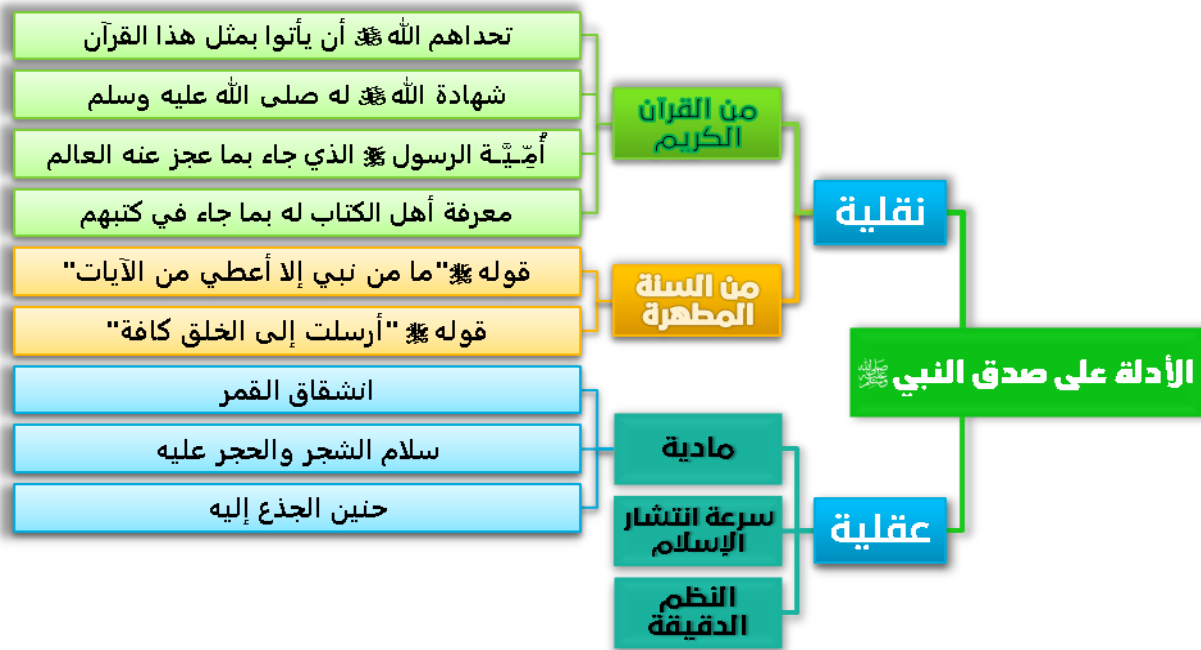 الأدلة على صدق النبي ﷺ
نقلية
من القرآن
الكريم
تحداهم الله ﷻ أن يأتوا بمثل هذا القرآن
شهادة الله ﷻ له صلى الله عليه وسلم
أُمِّـيَّـة الرسول ﷺ الذي جاء بما عجز عنه العالم
معرفة أهل الكتاب له بما جاء في كتبهم
من السنة
المطهرة
قوله ﷺ"ما من نبي إلا أعطي من الآيات"
قوله ﷺ "أرسلت إلى الخلق كافة"
عقلية
مادية
انشقاق القمر
سلام الشجر والحجر عليه
حنين الجذع إليه
سرعة انتشار
الإسلام
النظم
الدقيقة